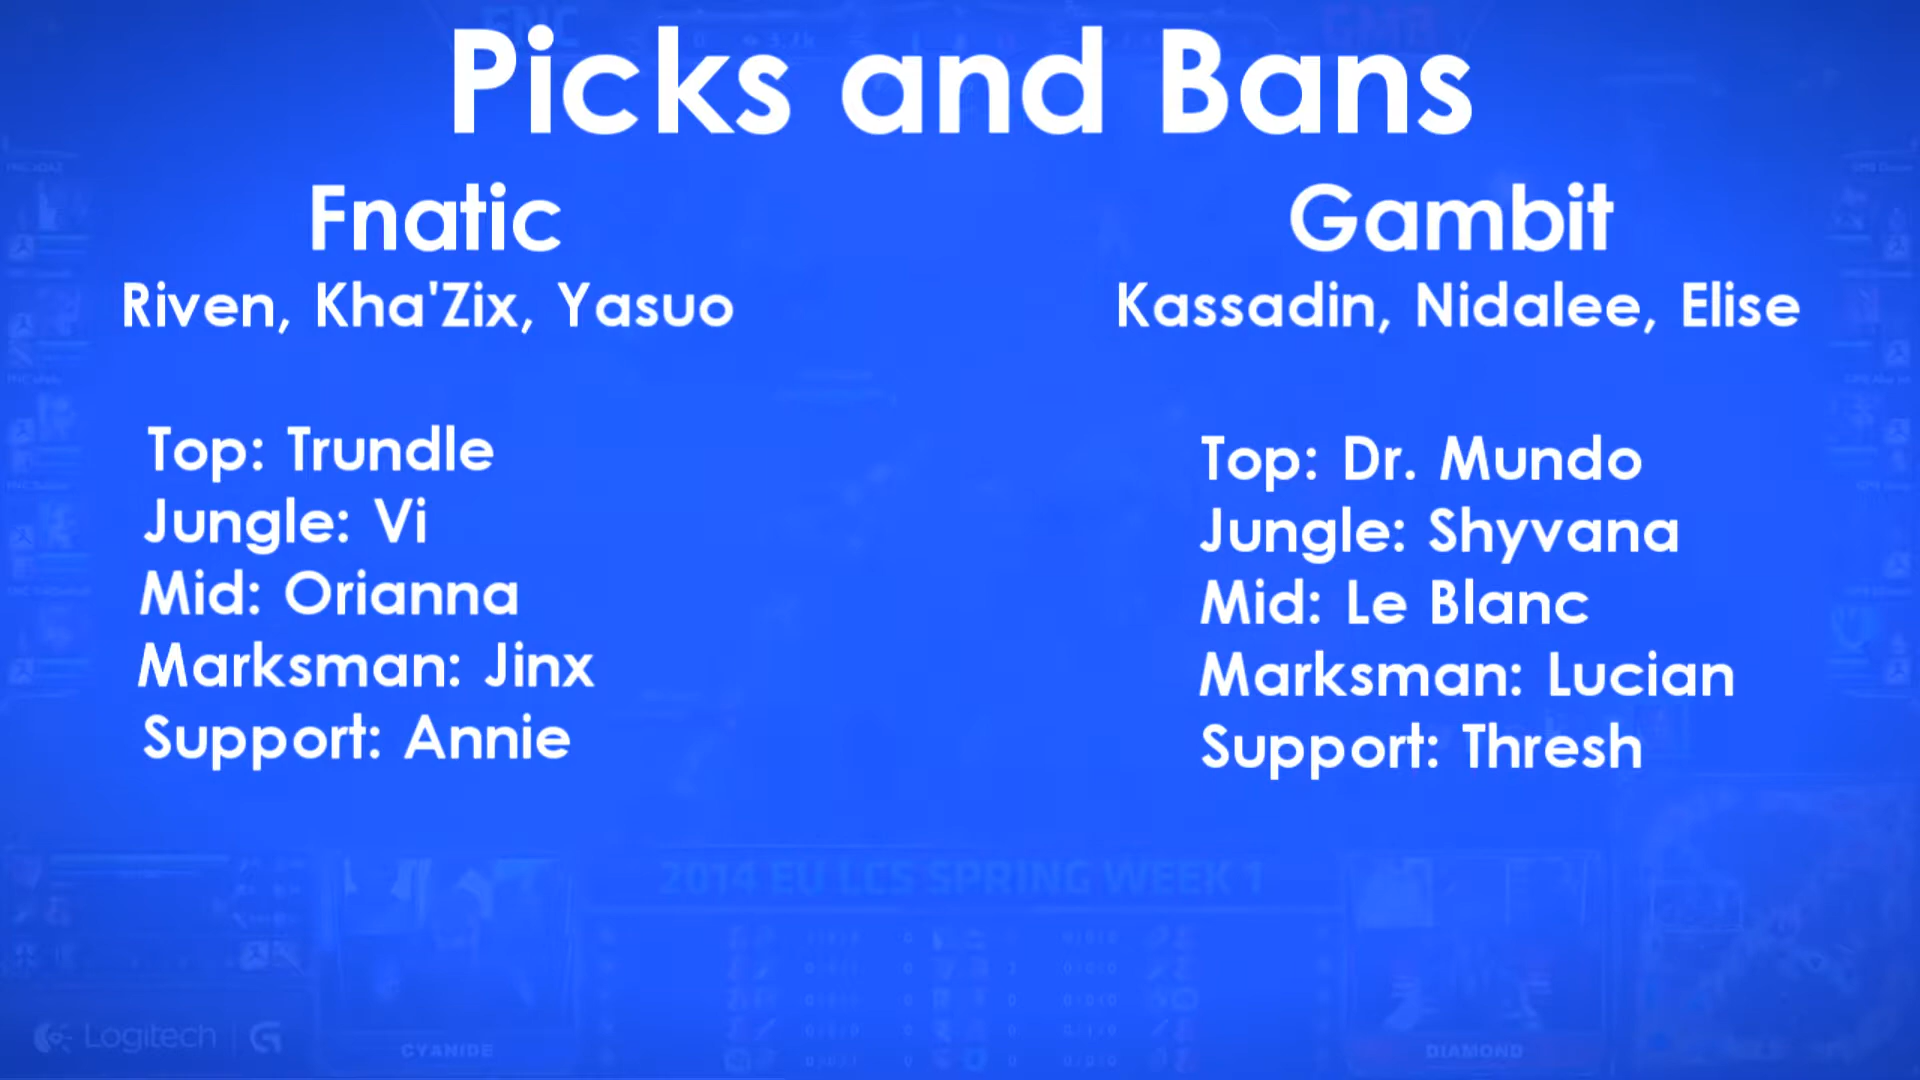 FNC
GMB
Picks and Bans
Fnatic
Riven, Kha'Zix, Yasuo
Top: Trundle
Jungle: Vi
Mid: Orianna
Marksman: Jinx
Support: Annie
Gambit
Kassadin, Nidalee, Elise
Top: Dr. Mundo
Jungle: Shyvana
Mid: Le Blanc
Marksman: Lucian
Support: Thresh
2014 EU LCS SPRING WEEK 1
Logitech G
CYANIDE
DIAMOND